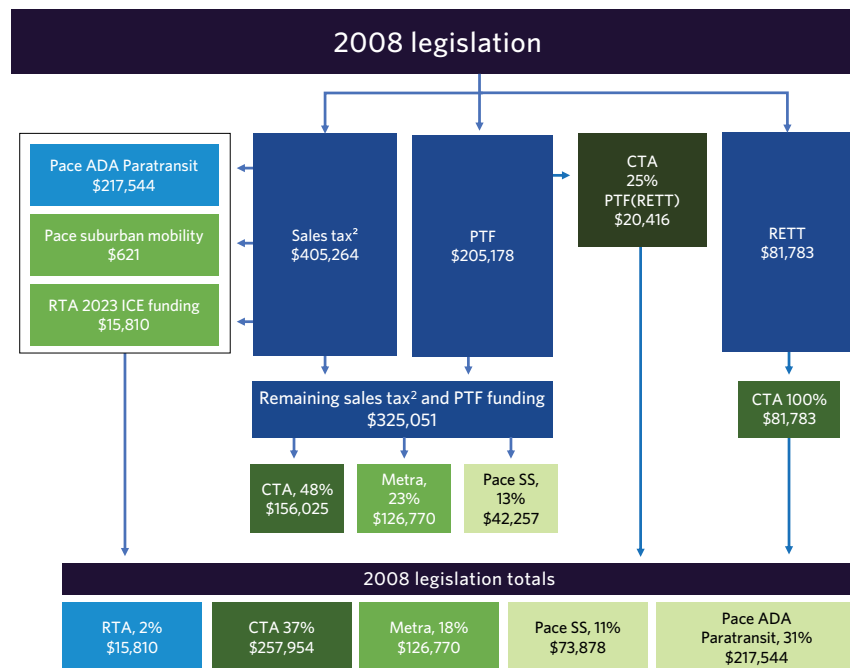 2008 legislation
Pace ADA Paratransit
$217,544
Pace suburban mobility
$621
RTA 2023 ICE funding
$15,810
Sales tax²
$405,264
PTF
$205,178
CTA
25%
PTF(RETT)
$20,416
RETT
$81,783
Remaining sales tax² and PTF funding
$325,051
CTA 100%
$81,783
CTA, 48%
$156,025
Metra,
23%
$126,770
Pace SS,
13%
$42,257
2008 legislation totals
RTA, 2%
$15,810
CTA 37%
$257,954
Metra, 18%
$126,770
Pace SS, 11%
$73,878
Pace ADA
Paratransit, 31%
$217,544